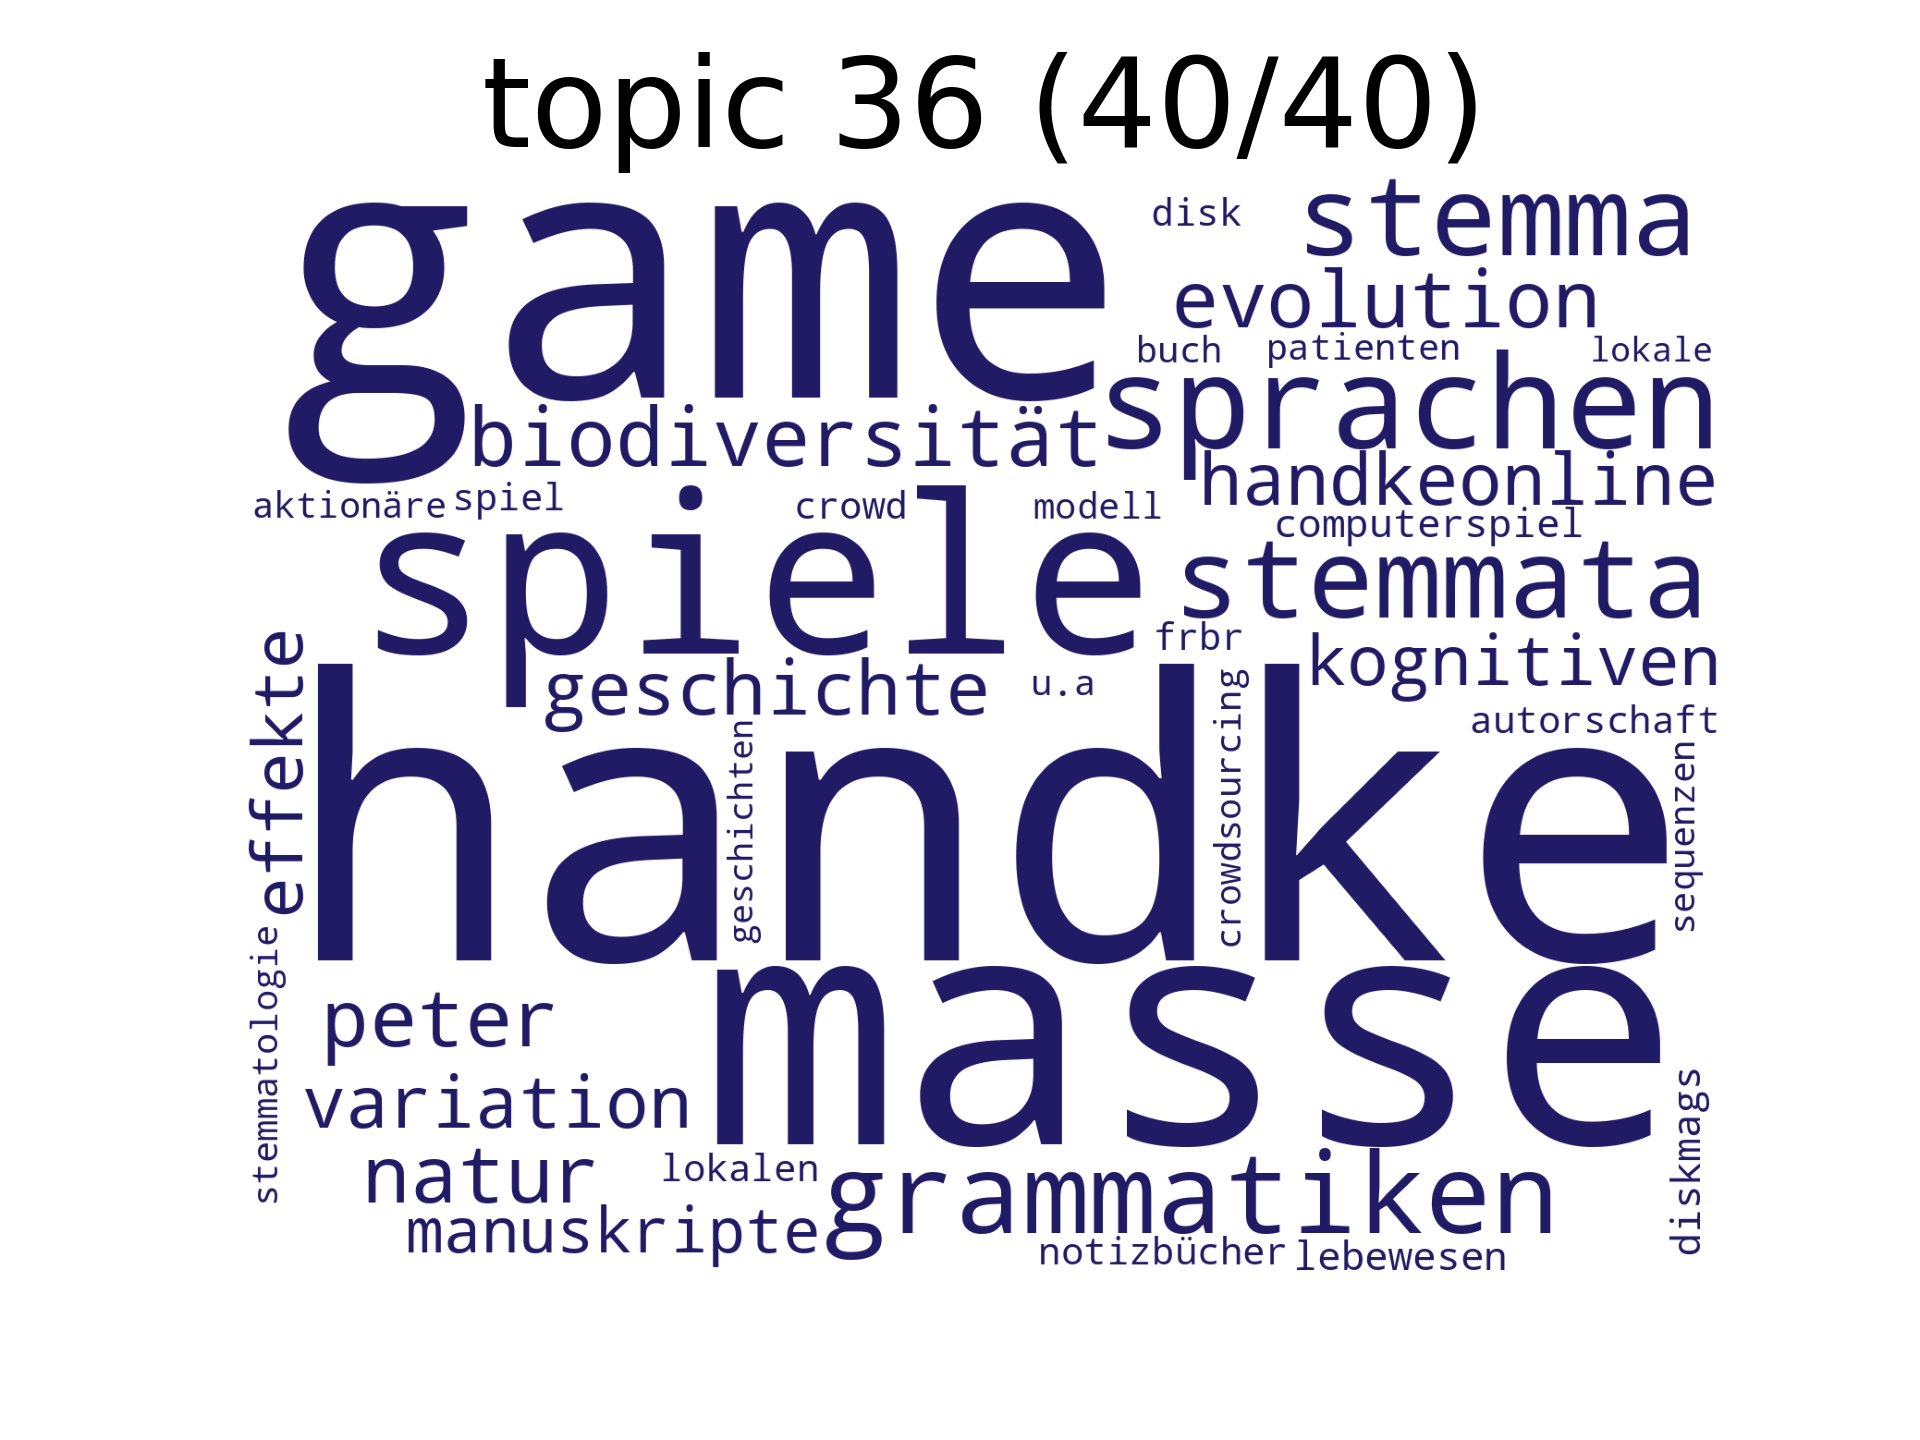 topic 36 (40/40)
game
disk
stemma
evolution
buch
patienten
lokale
sprachen
biodiversität
handkeonline
aktionäre
spiel
crowd
modell
computerspiel
spiele
stemmata
frbr
kognitiven
geschichte
u.a
effekte
handke
autorschaft
geschichten
crowdsourcing
sequenzen
stemmatologie
peter
masse
variation
natur
lokalen
grammatiken
diskmags
manuskripte
notizbücher
lebewesen